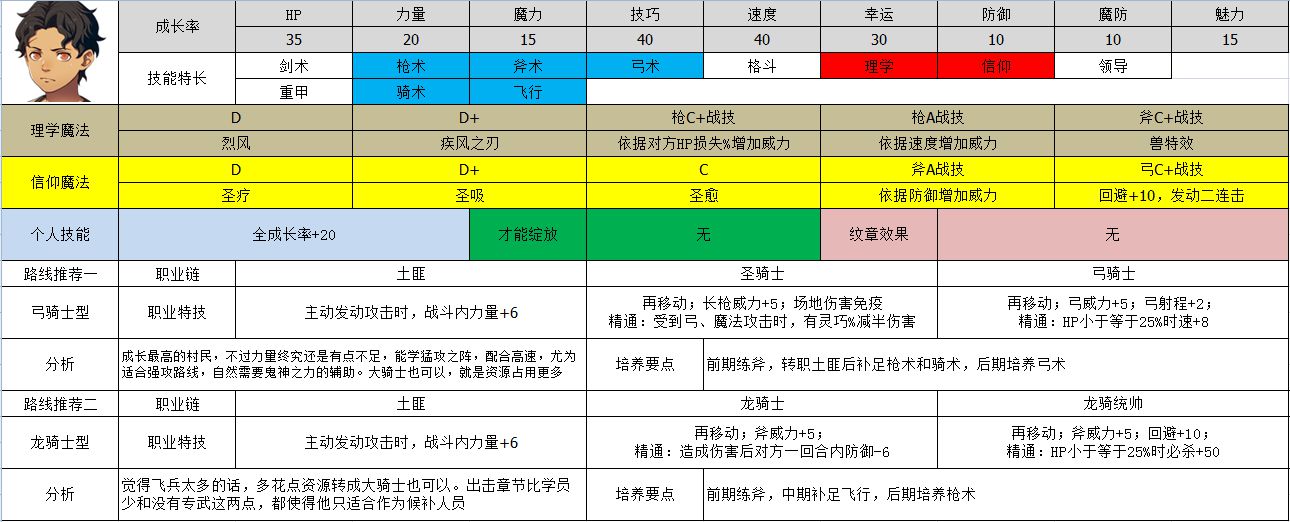 成长率 HP 力量 魔力 技巧 速度 幸运 防御 魔防 魅力
35 20 15 40 40 30 10 10 15
技能特长 剑术 枪术 斧术 弓术 格斗 理学 信仰 领导
重甲 骑术 飞行
理学魔法 D D+ 枪C+战技 枪A战技 斧C+战技
烈风 疾风之刃 依据对方HP损失%增加威力 依据速度增加威力 兽特效
信仰魔法 D D+ C 斧A战技 弓C+战技
圣疗 圣吸 圣愈 依据防御增加威力 回避+10，发动二连击
个人技能 全成长率+20 才能绽放 无 纹章效果 无
路线推荐一 职业链 土匪 圣骑士 弓骑士
弓骑士型 职业特技 主动发动攻击时，战斗内力量+6
再移动；长枪威力+5；场地伤害免疫
精通：受到弓、魔法攻击时，有灵巧%减半伤害
再移动；弓威力+5；弓射程+2；
精通：HP小于等于25%时速+8
分析
成长最高的村民，不过力量终究还是有点不足，能学猛攻之阵，配合高速，尤为
适合强攻路线，自然需要鬼神之力的辅助。大骑士也可以，就是资源占用更多
培养要点 前期练斧，转职土匪后补足枪术和骑术，后期培养弓术
路线推荐二 职业链 土匪 龙骑士 龙骑统帅
龙骑士型 职业特技 主动发动攻击时，战斗内力量+6
再移动；斧威力+5；
精通：造成伤害后对方一回合内防御-6
再移动；斧威力+5；回避+10；
精通：HP小于等于25%时必杀+50
分析
觉得飞兵太多的话，多花点资源转成大骑士也可以。出击章节比学员
少和没有专武这两点，都使得他只适合作为候补人员
培养要点 前期练斧，中期补足飞行，后期培养枪术